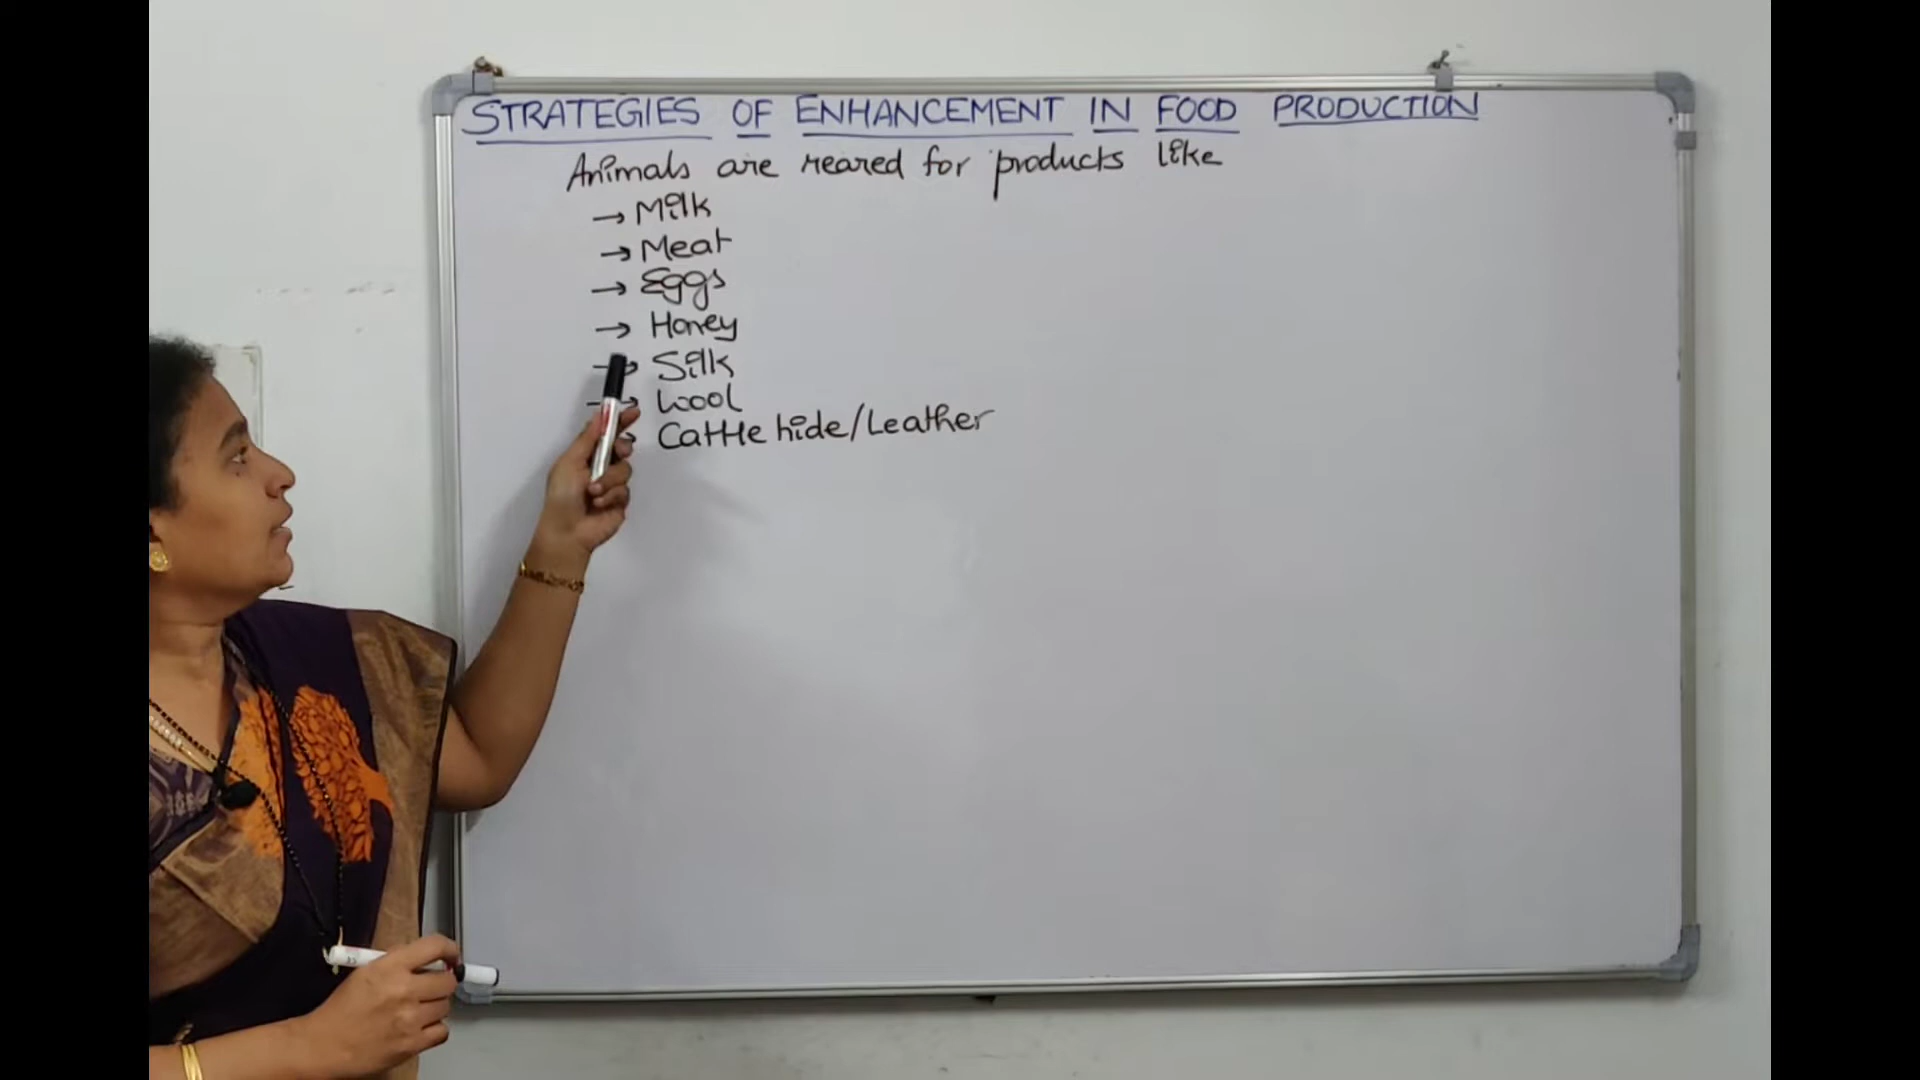 STRATEGIES OF ENHANCEMENT IN FOOD PRODUCTION
Animals are reared for products like
→ Milk
→ Meat
→ Eggs
→ Honey
→ Silk
→ Wool
→ Cattle hide/Leather